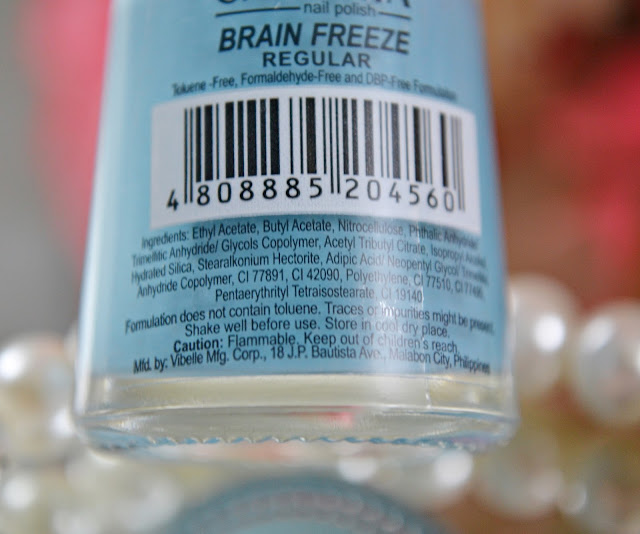 nail polish
BRAIN FREEZE
REGULAR
Toluene -Free, Formaldehyde-Free and DBP-Free Formulation
4 808885 204560
Ingredients: Ethyl Acetate, Butyl Acetate, Nitrocellulose, Phthalic Anhydride/
Trimellitic Anhydride/ Glycols Copolymer, Acetyl Tributyl Citrate, Isopropyl Alcohol,
Hydrated Silica, Stearalkonium Hectorite, Adipic Acid/ Neopentyl Glycol/ Trimellitic
Anhydride Copolymer, CI 77891, CI 42090, Polyethylene, CI 77510, CI 77499,
Pentaerythrityl Tetraisostearate, CI 19140
Formulation does not contain toluene. Traces or impurities might be present.
Shake well before use. Store in cool dry place.
Caution: Flammable. Keep out of children's reach.
Mfd. by: Vibelle Mfg. Corp., 18 J.P. Bautista Ave., Malabon City, Philippines